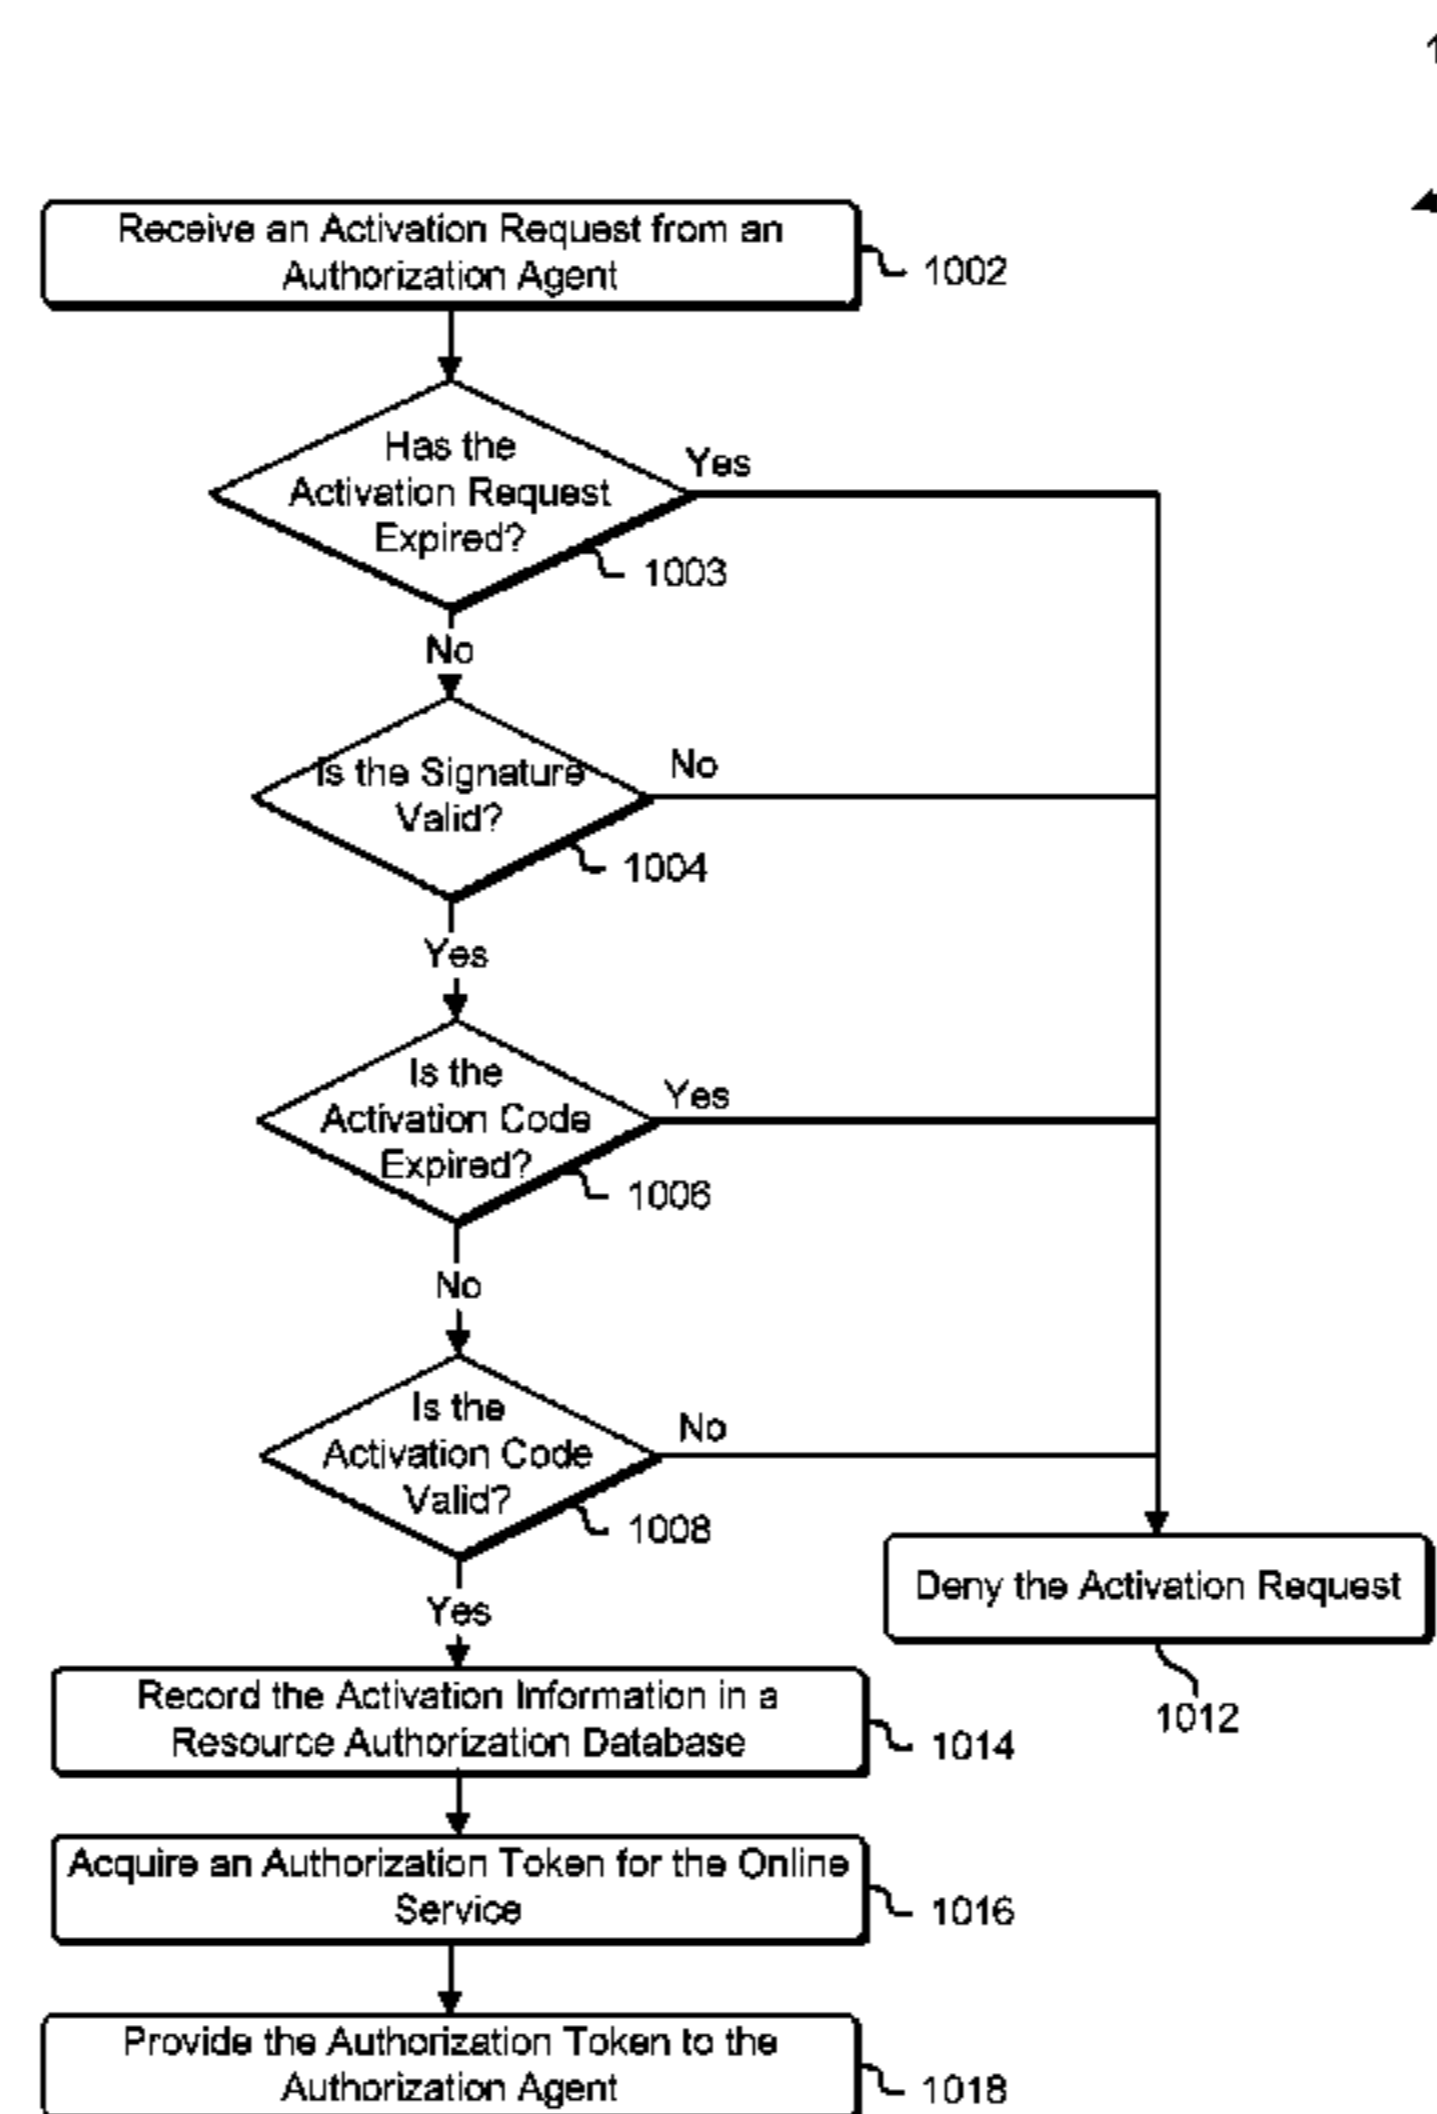 Receive an Activation Request from an
Authorization Agent
1002
Has the
Activation Request
Expired?
Yes
1003
No
Is the Signature
Valid?
No
1004
Yes
Is the
Activation Code
Expired?
Yes
1006
No
Is the
Activation Code
Valid?
No
1008
Yes
Deny the Activation Request
1012
Record the Activation Information in a
Resource Authorization Database
1014
Acquire an Authorization Token for the Online
Service
1016
Provide the Authorization Token to the
Authorization Agent
1018